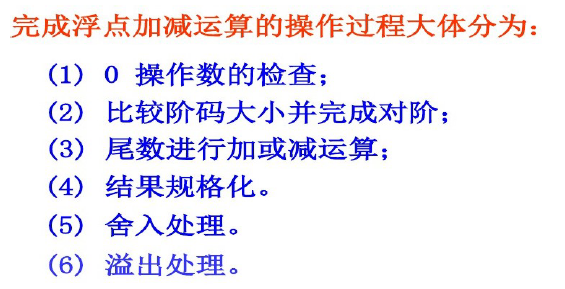 完成浮点加减运算的操作过程大体分为：
(1) 0 操作数的检查；
(2) 比较阶码大小并完成对阶；
(3) 尾数进行加或减运算；
(4) 结果规格化。
(5) 舍入处理。
(6) 溢出处理。